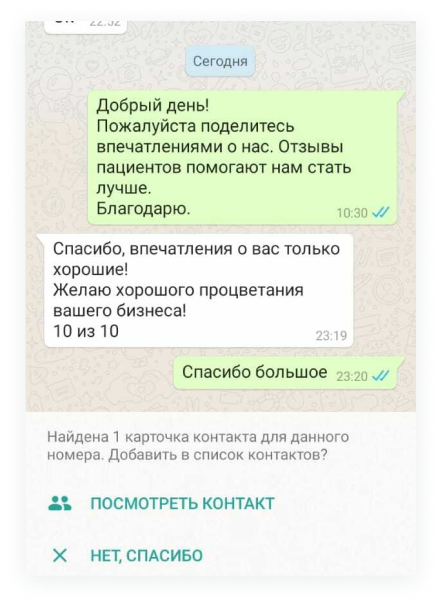 22:52
Сегодня
Добрый день!
Пожалуйста поделитесь
впечатлениями о нас. Отзывы
пациентов помогают нам стать
лучше.
Благодарю.
10:30
Спасибо, впечатления о вас только
хорошие!
Желаю хорошого процветания
вашего бизнеса!
10 из 10
23:19
Спасибо большое 23:20
Найдена 1 карточка контакта для данного
номера. Добавить в список контактов?
ПОСМОТРЕТЬ КОНТАКТ
НЕТ, СПАСИБО